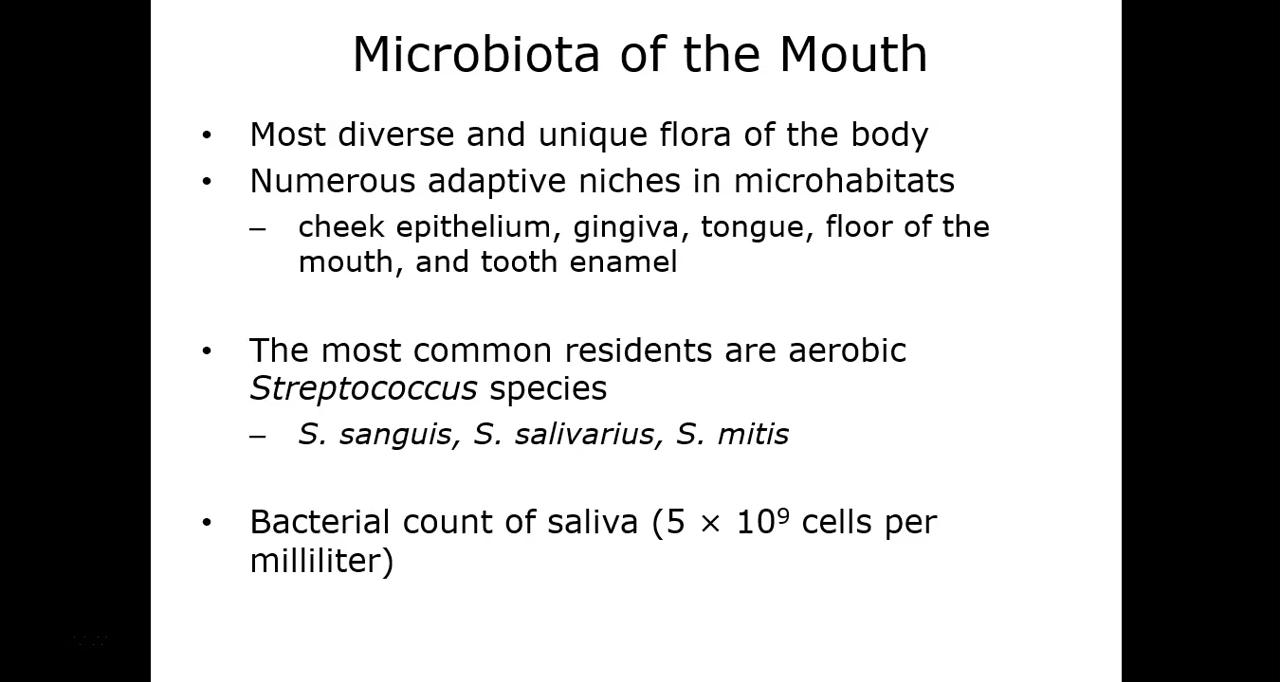 Microbiota of the Mouth
• Most diverse and unique flora of the body
• Numerous adaptive niches in microhabitats
– cheek epithelium, gingiva, tongue, floor of the
mouth, and tooth enamel
• The most common residents are aerobic
Streptococcus species
– S. sanguis, S. salivarius, S. mitis
• Bacterial count of saliva (5 × 10⁹ cells per
milliliter)